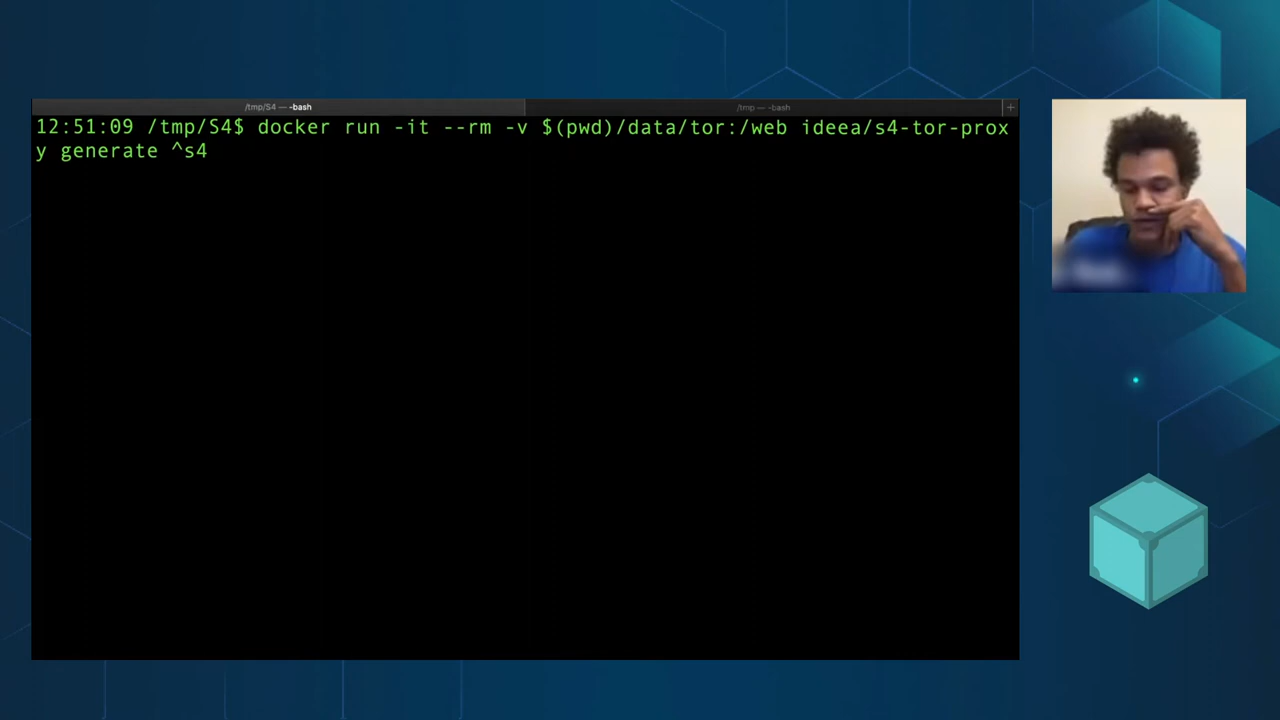 /tmp/S4 — -bash
/tmp — -bash
+
12:51:09 /tmp/S4$ docker run -it --rm -v $(pwd)/data/tor:/web ideea/s4-tor-prox
y generate ^s4